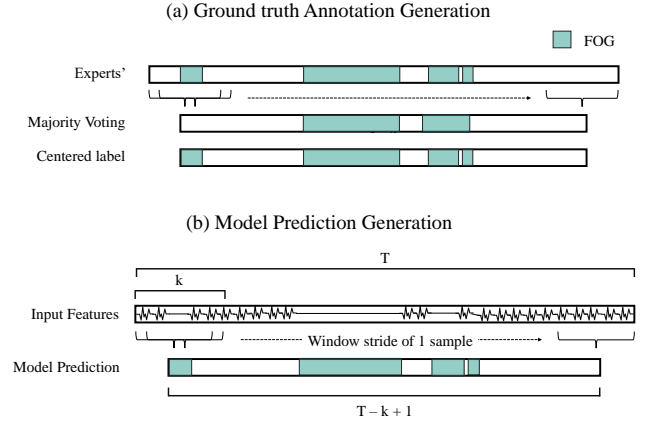 (a) Ground truth Annotation Generation
FOG
Experts’
Majority Voting
Centered label
(b) Model Prediction Generation
T
k
Input Features
Window stride of 1 sample
Model Prediction
T – k + 1